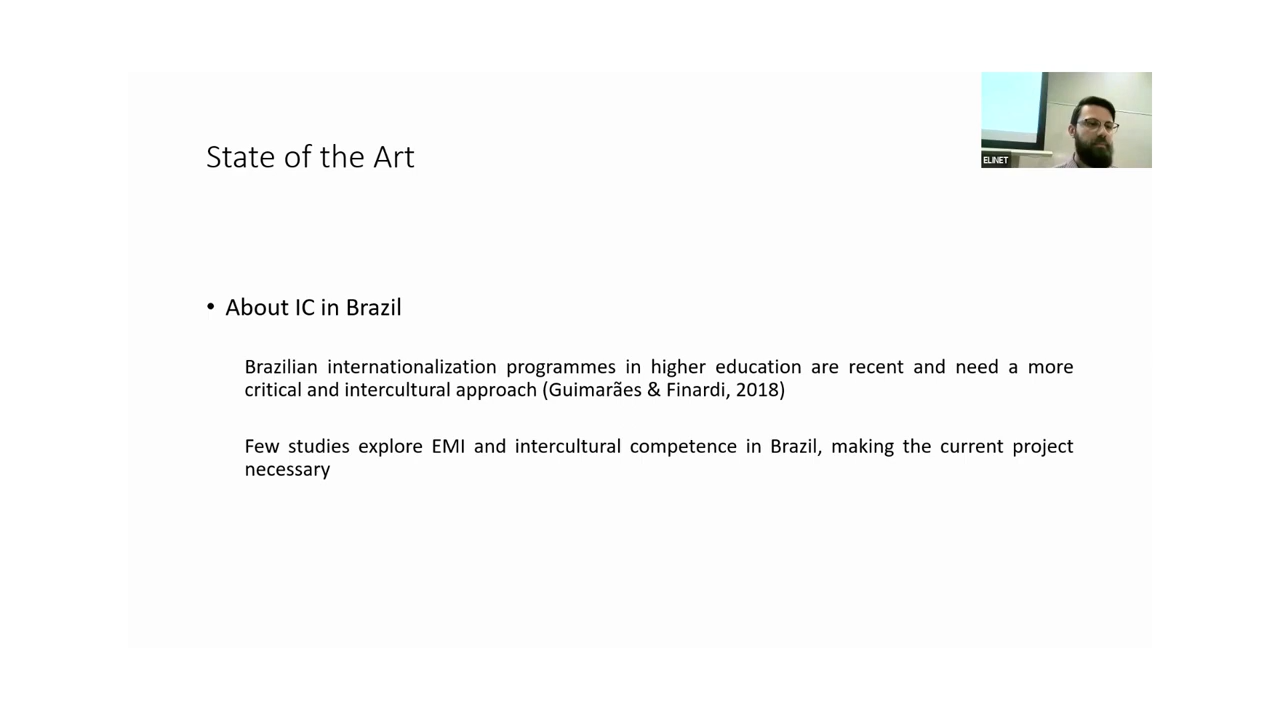 State of the Art
ELINET
• About IC in Brazil
Brazilian internationalization programmes in higher education are recent and need a more
critical and intercultural approach (Guimarães & Finardi, 2018)
Few studies explore EMI and intercultural competence in Brazil, making the current project
necessary